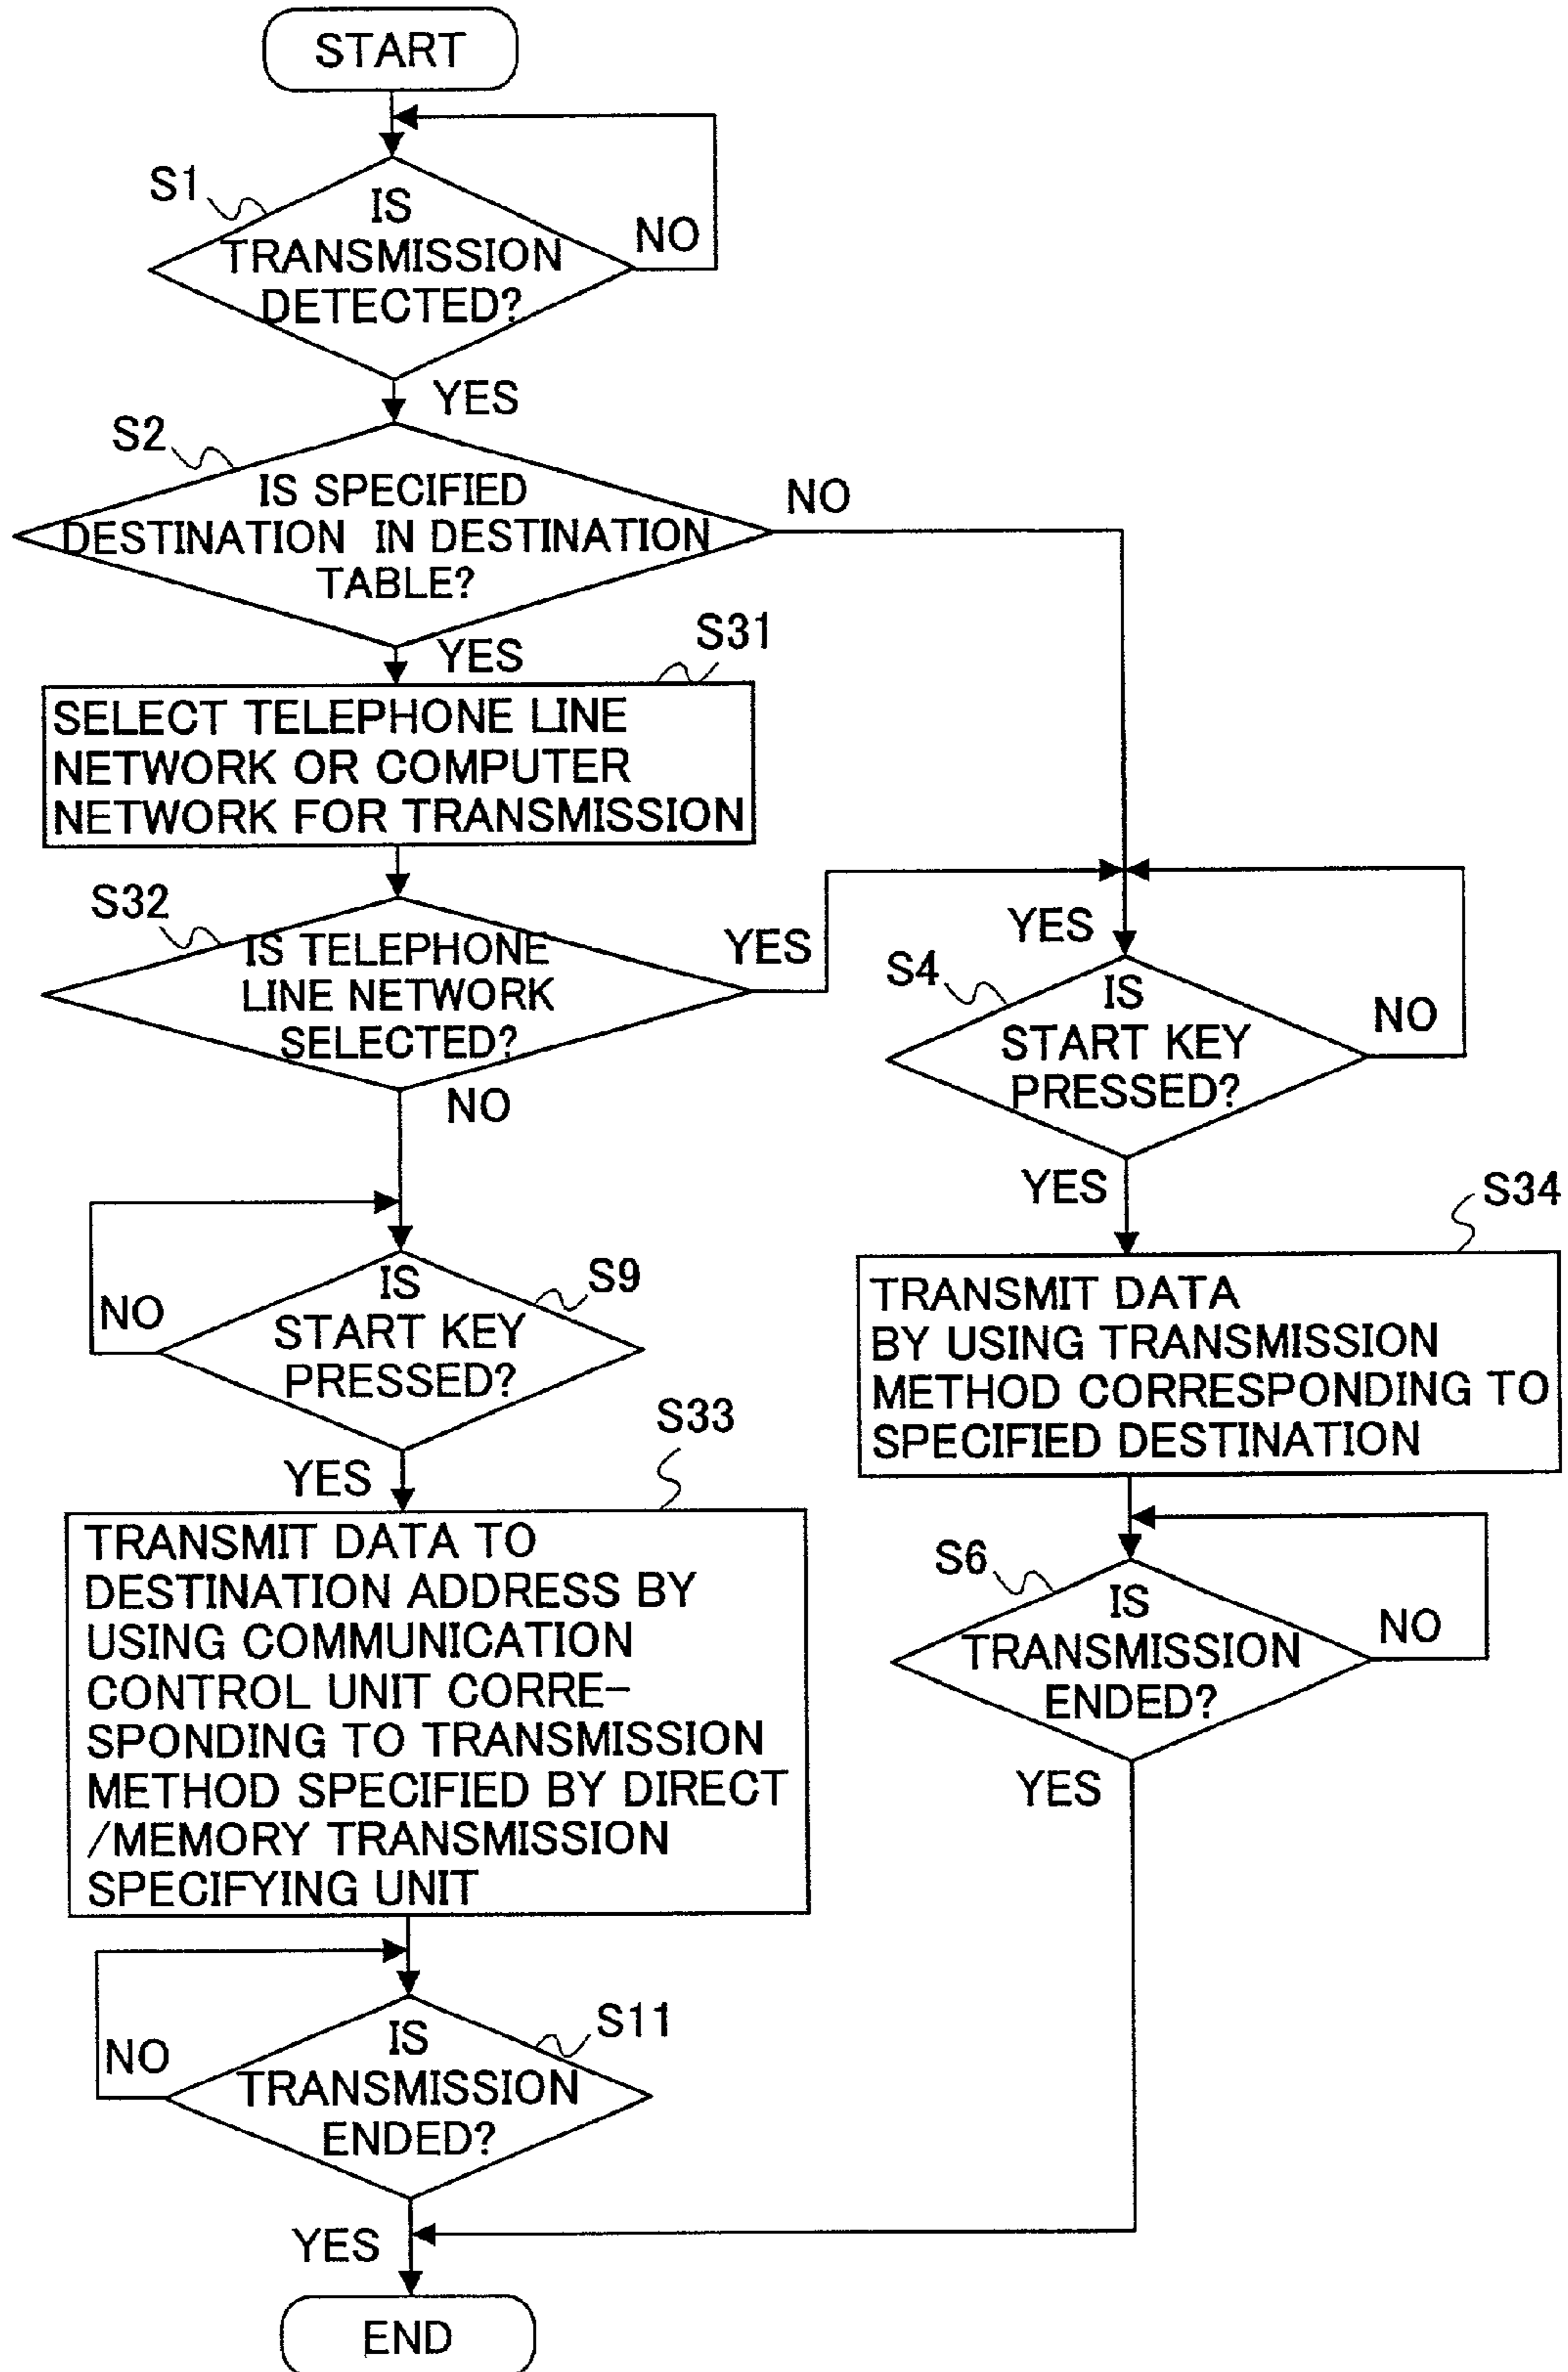 START
S1
IS
TRANSMISSION
DETECTED?
NO
YES
S2
IS SPECIFIED
DESTINATION IN DESTINATION
TABLE?
NO
YES
S31
SELECT TELEPHONE LINE
NETWORK OR COMPUTER
NETWORK FOR TRANSMISSION
S32
IS TELEPHONE
LINE NETWORK
SELECTED?
YES
NO
YES
S4
IS
START KEY
PRESSED?
NO
YES
S34
TRANSMIT DATA
BY USING TRANSMISSION
METHOD CORRESPONDING TO
SPECIFIED DESTINATION
S6
IS
TRANSMISSION
ENDED?
NO
YES
S9
IS
START KEY
PRESSED?
NO
YES
S33
TRANSMIT DATA TO
DESTINATION ADDRESS BY
USING COMMUNICATION
CONTROL UNIT CORRE-
SPONDING TO TRANSMISSION
METHOD SPECIFIED BY DIRECT
/MEMORY TRANSMISSION
SPECIFYING UNIT
S11
IS
TRANSMISSION
ENDED?
NO
YES
END